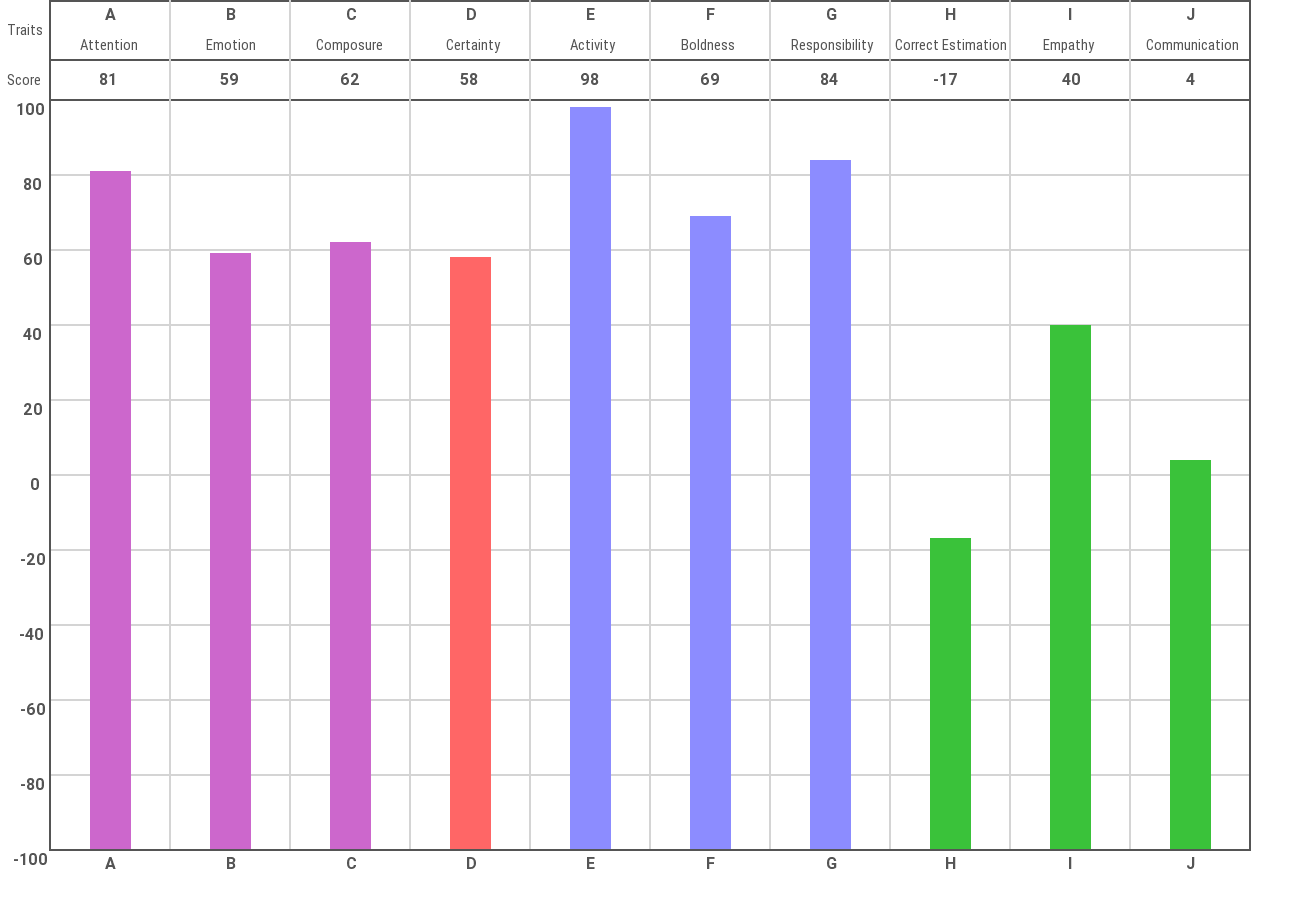 A B C D E F G H I J
Traits
Attention Emotion Composure Certainty Activity Boldness Responsibility Correct Estimation Empathy Communication
Score 81 59 62 58 98 69 84 -17 40 4
100
80
60
40
20
0
-20
-40
-60
-80
-100
A B C D E F G H I J